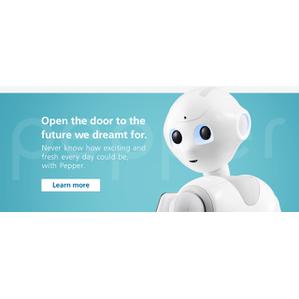 pepper
Open the door to the
future we dreamt for.
Never know how exciting and
fresh every day could be,
with Pepper.
Learn more